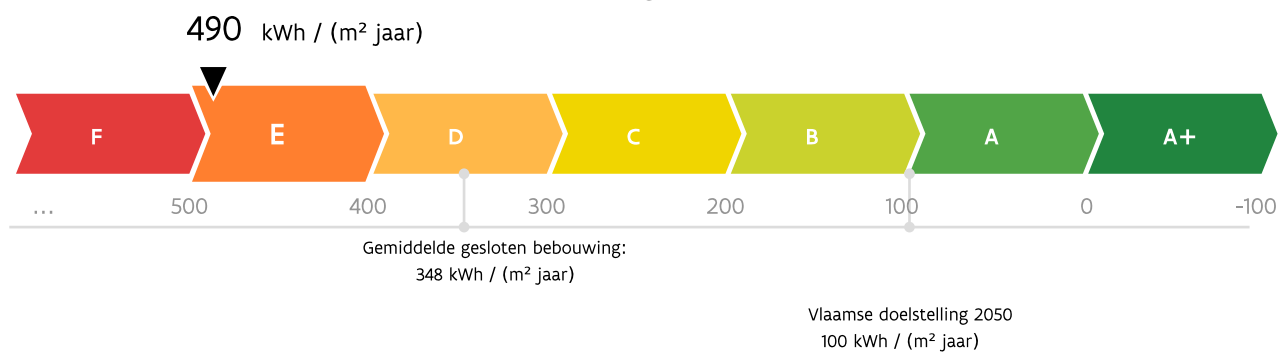 490 kWh / (m² jaar)
F E D C B A A+
... 500 400 300 200 100 0 -100
Gemiddelde gesloten bebouwing:
348 kWh / (m² jaar)
Vlaamse doelstelling 2050
100 kWh / (m² jaar)